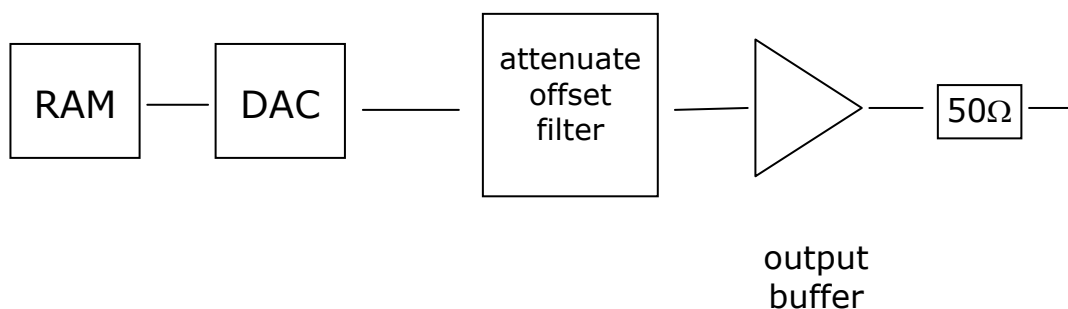 RAM
DAC
attenuate
offset
filter
50Ω
output
buffer